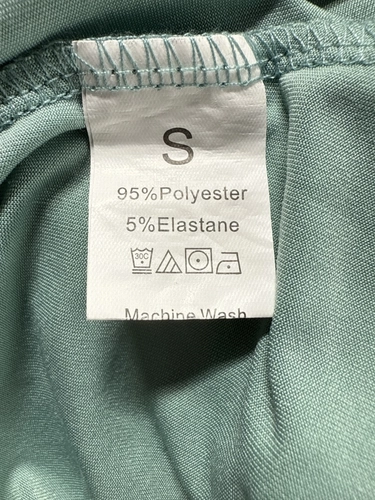 S
95%Polyester
5%Elastane
30C
Machine Wash